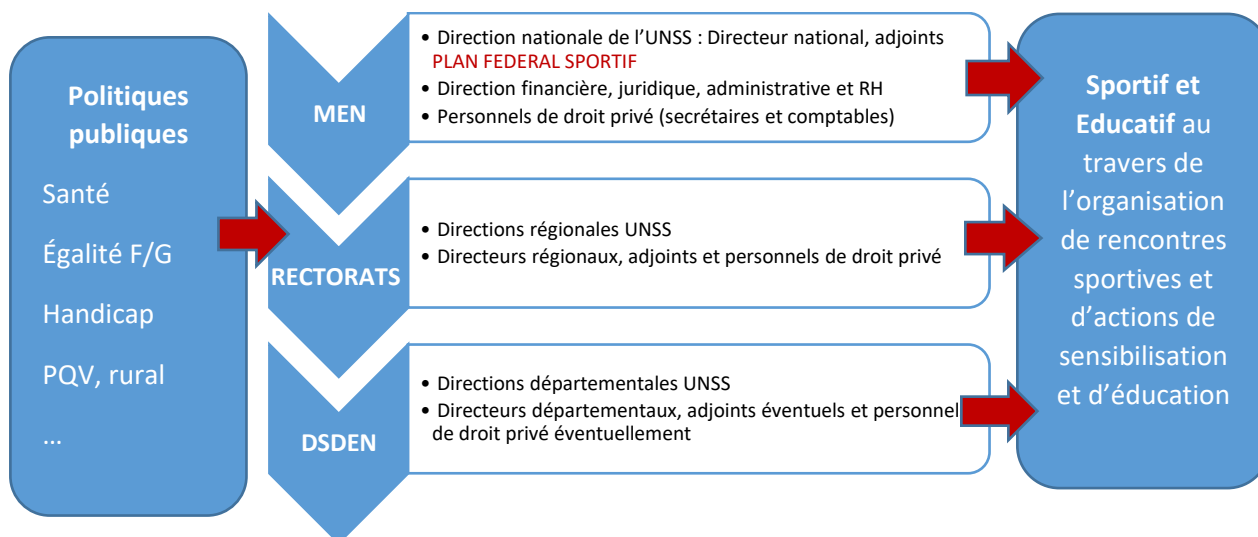 Politiques
publiques
Santé
Égalité F/G
Handicap
PQV, rural
...
MEN
• Direction nationale de l'UNSS : Directeur national, adjoints
PLAN FEDERAL SPORTIF
• Direction financière, juridique, administrative et RH
• Personnels de droit privé (secrétaires et comptables)
RECTORATS
• Directions régionales UNSS
• Directeurs régionaux, adjoints et personnels de droit privé
DSDEN
• Directions départementales UNSS
• Directeurs départementaux, adjoints éventuels et personnel
de droit privé éventuellement
Sportif et
Educatif au
travers de
l'organisation
de rencontres
sportives et
d'actions de
sensibilisation
et d'éducation